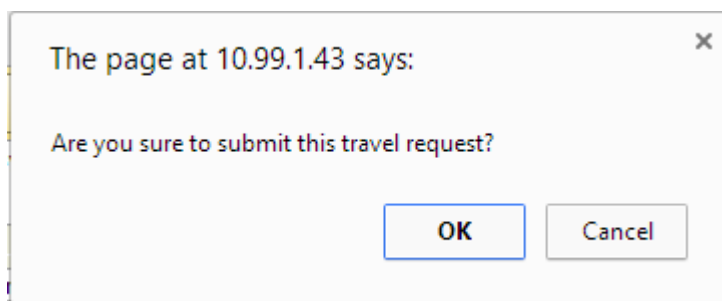 The page at 10.99.1.43 says:
Are you sure to submit this travel request?
OK Cancel